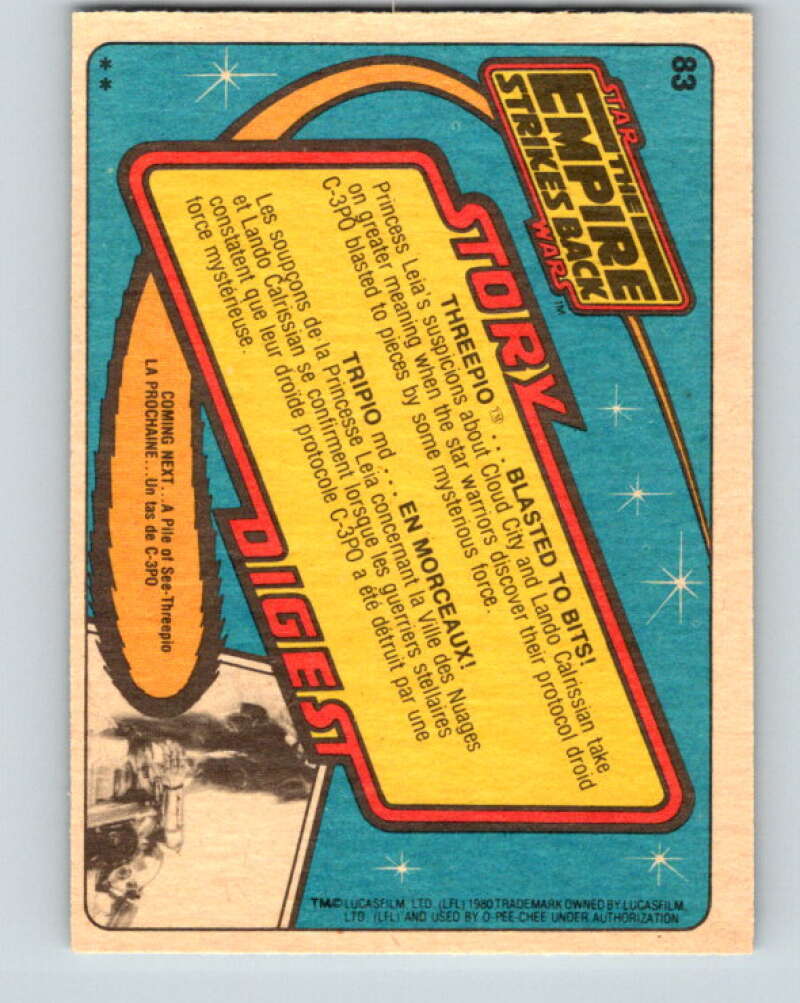 83
STAR
THE
EMPIRE
STRIKES BACK
WARS™
STORY
THREEPIO™ ... BLASTED TO BITS!
Princess Leia's suspicions about Cloud City and Lando Calrissian take
on greater meaning when the star warriors discover their protocol droid
C-3PO blasted to pieces by some mysterious force.
TRIPIO md ... EN MORCEAUX!
Les soupçons de la Princesse Leia concernant la Ville des Nuages
et Lando Calrissian se confirment lorsque les guerriers stellaires
constatent que leur droide protocole C-3PO a été détruit par une
force mystérieuse.
DIGEST
COMING NEXT...A Pile of See-Threepio
LA PROCHAINE...Un tas de C-3PO
TM© LUCASFILM, LTD. (LFL) 1980 TRADEMARK OWNED BY LUCASFILM,
LTD. (LFL) AND USED BY O-PEE-CHEE UNDER AUTHORIZATION
**